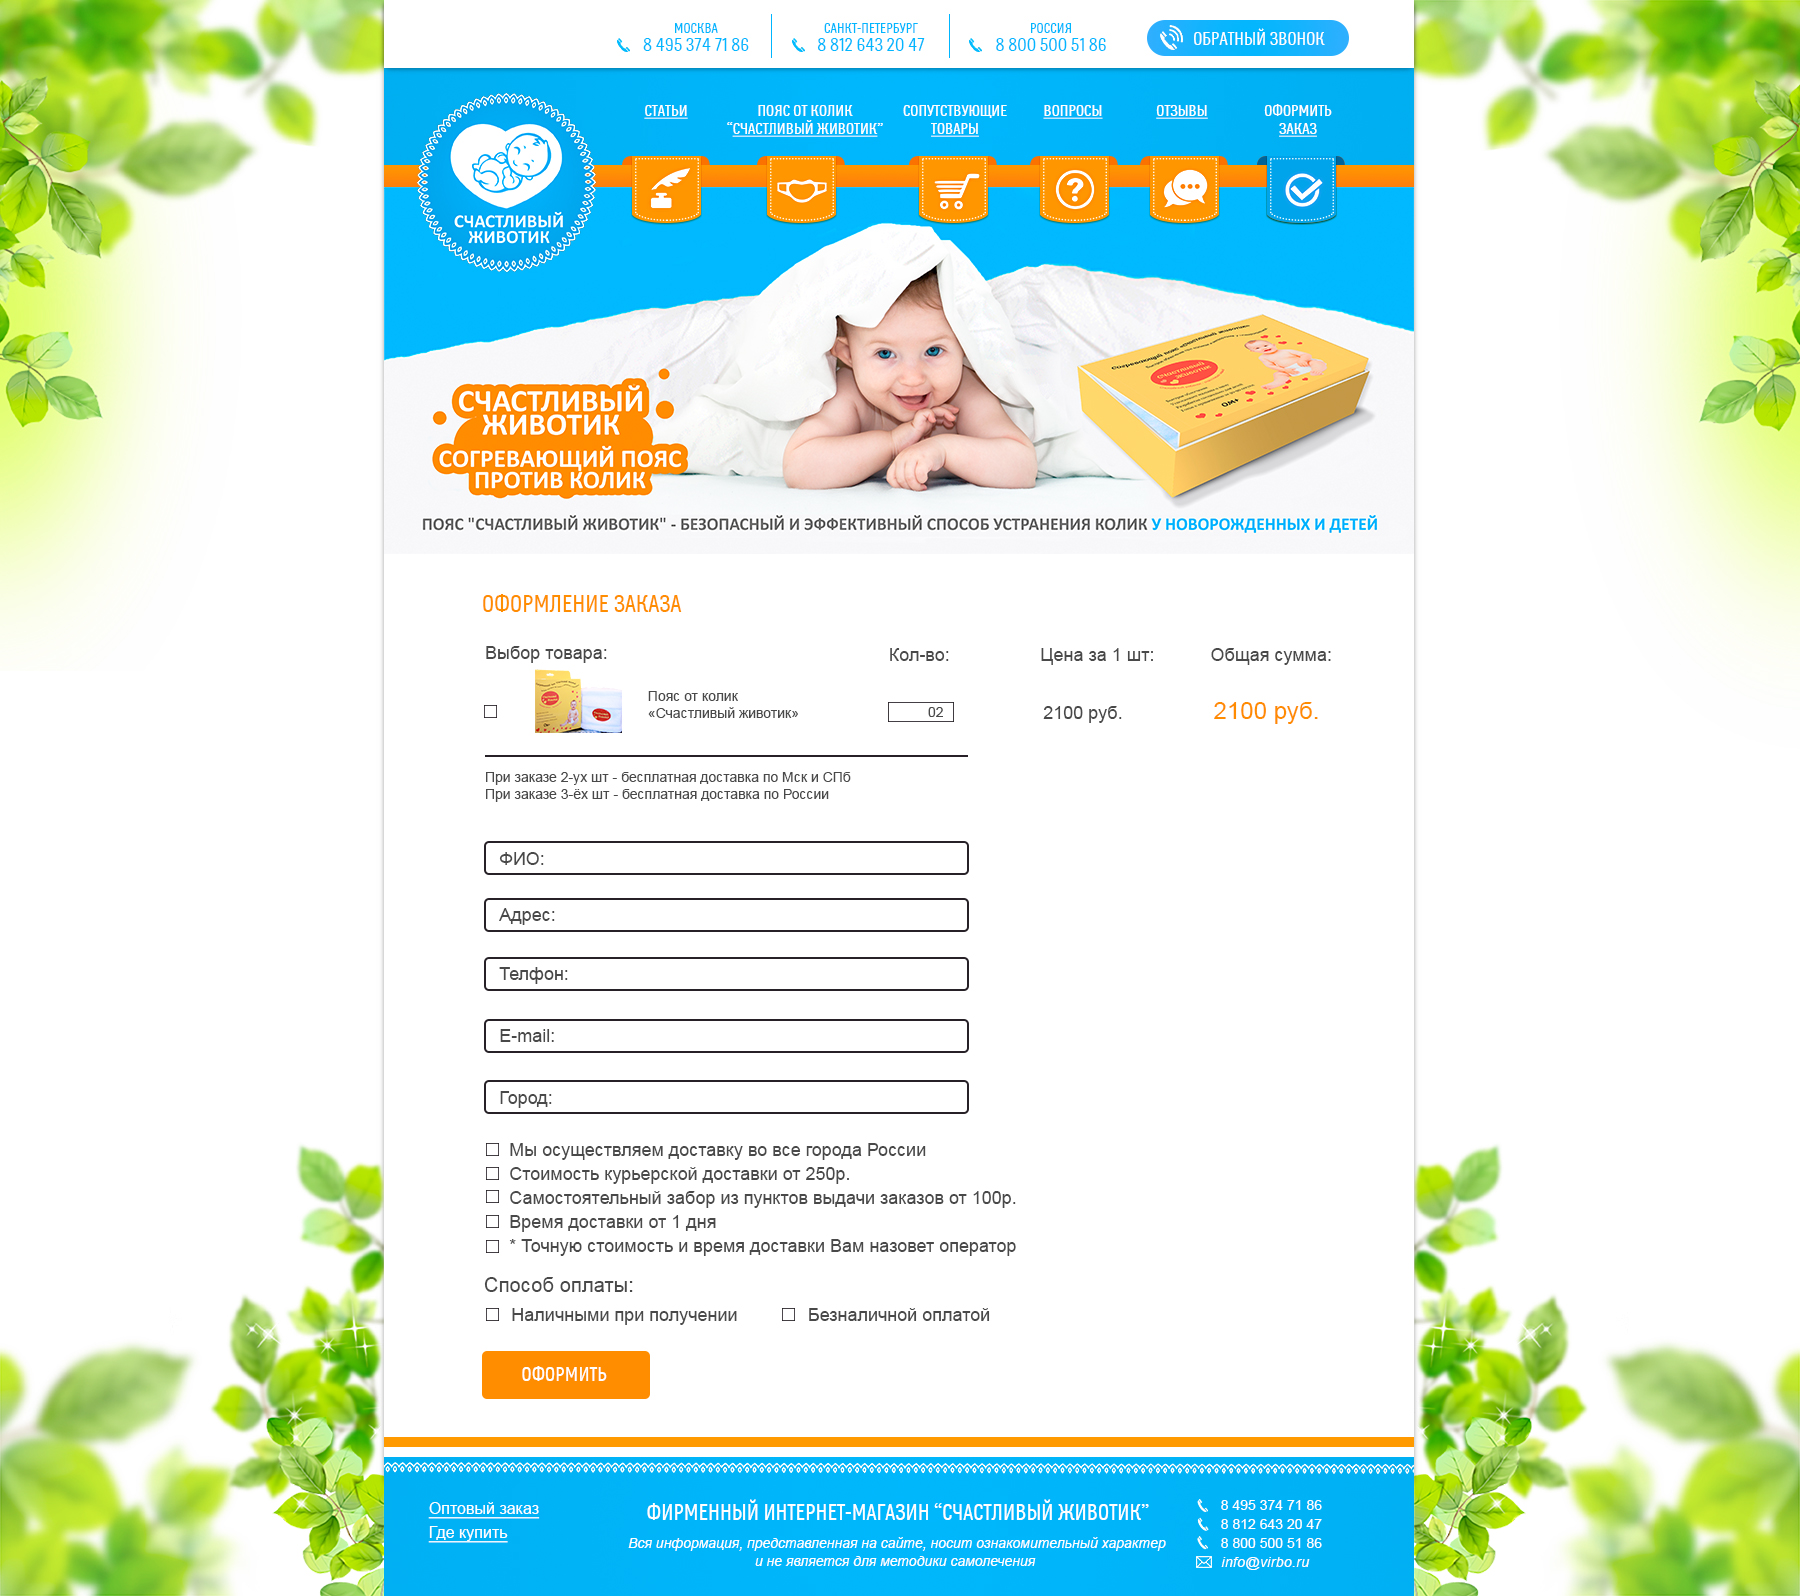 МОСКВА
8 495 374 71 86
САНКТ-ПЕТЕРБУРГ
8 812 643 20 47
РОССИЯ
8 800 500 51 86
ОБРАТНЫЙ ЗВОНОК
СЧАСТЛИВЫЙ
ЖИВОТИК
СТАТЬИ
ПОЯС ОТ КОЛИК
“СЧАСТЛИВЫЙ ЖИВОТИК”
СОПУТСТВУЮЩИЕ
ТОВАРЫ
ВОПРОСЫ
ОТЗЫВЫ
ОФОРМИТЬ
ЗАКАЗ
СЧАСТЛИВЫЙ
ЖИВОТИК
СОГРЕВАЮЩИЙ ПОЯС
ПРОТИВ КОЛИК
Согревающий пояс «Счастливый животик»
Счастливый
животик
ОМ+
ПОЯС "СЧАСТЛИВЫЙ ЖИВОТИК" - БЕЗОПАСНЫЙ И ЭФФЕКТИВНЫЙ СПОСОБ УСТРАНЕНИЯ КОЛИК У НОВОРОЖДЕННЫХ И ДЕТЕЙ
ОФОРМЛЕНИЕ ЗАКАЗА
Выбор товара:
Кол-во:
Цена за 1 шт:
Общая сумма:
Пояс от колик
«Счастливый животик»
02
2100 руб.
2100 руб.
При заказе 2-ух шт - бесплатная доставка по Мск и СПб
При заказе 3-ёх шт - бесплатная доставка по России
ФИО:
Адрес:
Телфон:
E-mail:
Город:
Мы осуществляем доставку во все города России
Стоимость курьерской доставки от 250р.
Самостоятельный забор из пунктов выдачи заказов от 100р.
Время доставки от 1 дня
* Точную стоимость и время доставки Вам назовет оператор
Способ оплаты:
Наличными при получении
Безналичной оплатой
ОФОРМИТЬ
Оптовый заказ
Где купить
ФИРМЕННЫЙ ИНТЕРНЕТ-МАГАЗИН “СЧАСТЛИВЫЙ ЖИВОТИК”
Вся информация, представленная на сайте, носит ознакомительный характер
и не является для методики самолечения
8 495 374 71 86
8 812 643 20 47
8 800 500 51 86
info@virbo.ru